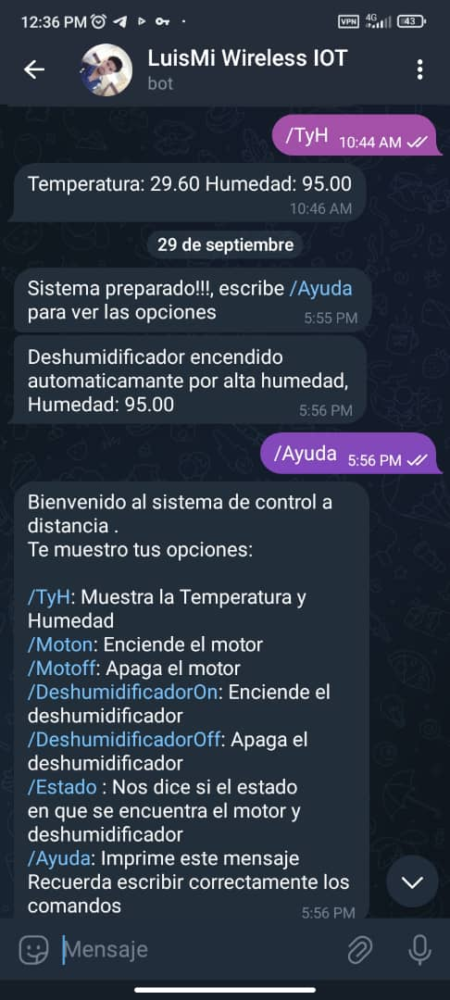 12:36 PM
VPN 4G 43
LuisMi Wireless IOT
bot
/TyH 10:44 AM
Temperatura: 29.60 Humedad: 95.00
10:46 AM
29 de septiembre
Sistema preparado!!!, escribe /Ayuda
para ver las opciones 5:55 PM
Deshumidificador encendido
automaticamante por alta humedad,
Humedad: 95.00 5:56 PM
/Ayuda 5:56 PM
Bienvenido al sistema de control a
distancia .
Te muestro tus opciones:
/TyH: Muestra la Temperatura y
Humedad
/Moton: Enciende el motor
/Motoff: Apaga el motor
/DeshumidificadorOn: Enciende el
deshumidificador
/DeshumidificadorOff: Apaga el
deshumidificador
/Estado : Nos dice si el estado
en que se encuentra el motor y
deshumidificador
/Ayuda: Imprime este mensaje
Recuerda escribir correctamente los
comandos 5:56 PM
Mensaje